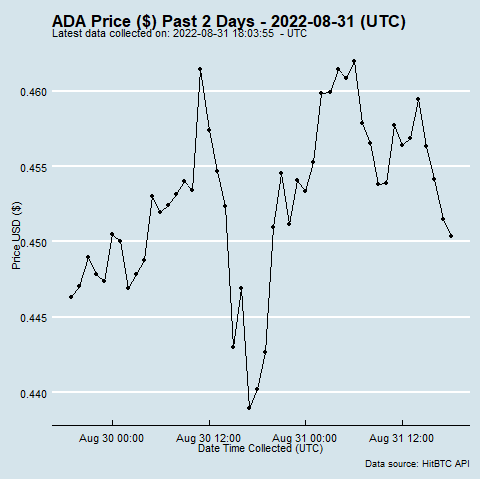 ADA Price ($) Past 2 Days - 2022-08-31 (UTC)
Latest data collected on: 2022-08-31 18:03:55 - UTC
0.460
0.455
0.450
0.445
0.440
Price USD ($)
Aug 30 00:00 Aug 30 12:00 Aug 31 00:00 Aug 31 12:00
Date Time Collected (UTC)
Data source: HitBTC API